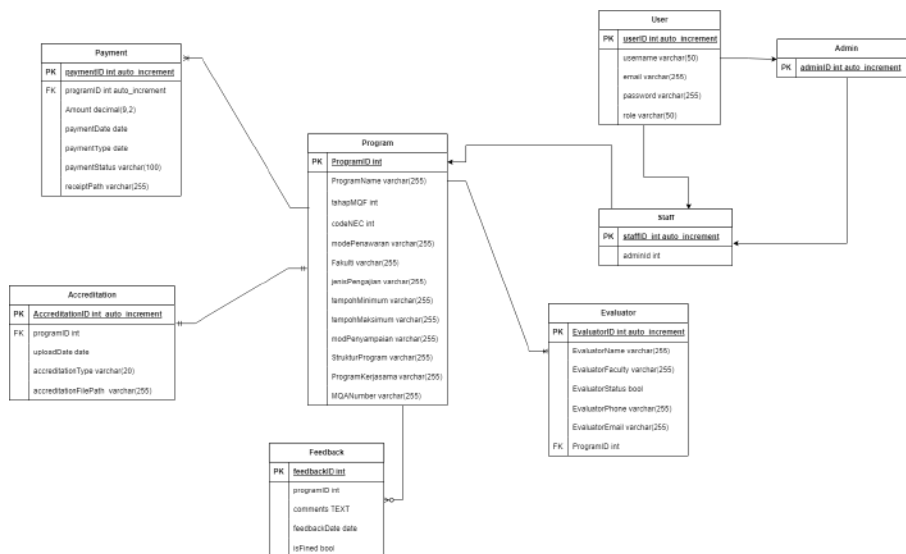 User
PK userID int auto_increment
username varchar(50)
email varchar(255)
password varchar(255)
role varchar(50)
Admin
PK adminID int auto_increment
Payment
PK paymentID int auto_increment
FK programID int auto_increment
Amount decimal(9,2)
paymentDate date
paymentType date
paymentStatus varchar(100)
receiptPath varchar(255)
Program
PK ProgramID int
ProgramName varchar(255)
tahapMQF int
codeNEC int
modePenawaran varchar(255)
Fakulti varchar(255)
jenisPengajian varchar(255)
tempohMinimum varchar(255)
tempohMaksimum varchar(255)
modPenyampaian varchar(255)
StrukturProgram varchar(255)
ProgramKerjasama varchar(255)
MQANumber varchar(255)
Staff
PK staffID int auto_increment
adminId int
Accreditation
PK AccreditationID int auto_increment
FK programID int
uploadDate date
accreditationType varchar(20)
accreditationFilePath varchar(255)
Evaluator
PK EvaluatorID int auto_increment
EvaluatorName varchar(255)
EvaluatorFaculty varchar(255)
EvaluatorStatus bool
EvaluatorPhone varchar(255)
EvaluatorEmail varchar(255)
FK ProgramID int
Feedback
PK feedbackID int
programID int
comments TEXT
feedbackDate date
isFined bool